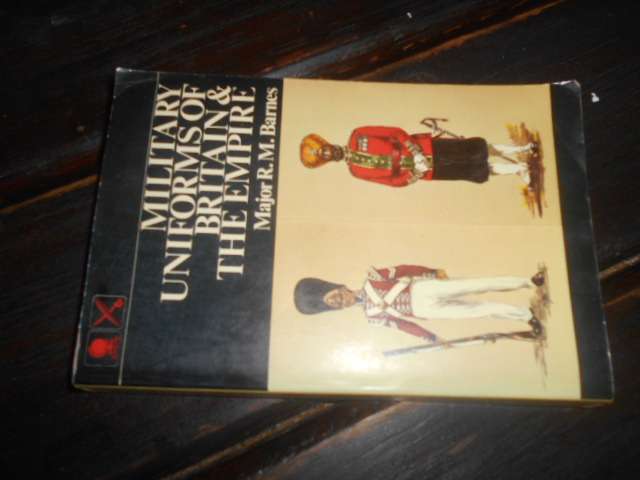 MILITARY
UNIFORMS OF
BRITAIN &
THE EMPIRE
Major R.M.Barnes